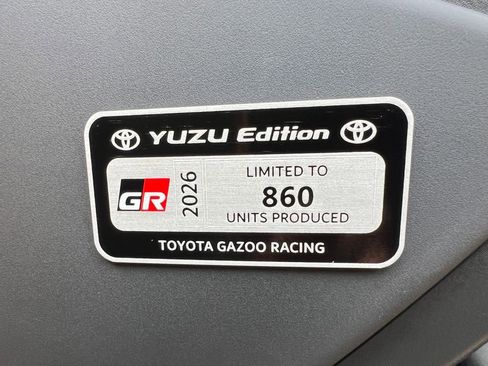 YUZU Edition
GR
2026
LIMITED TO
860
UNITS PRODUCED
TOYOTA GAZOO RACING